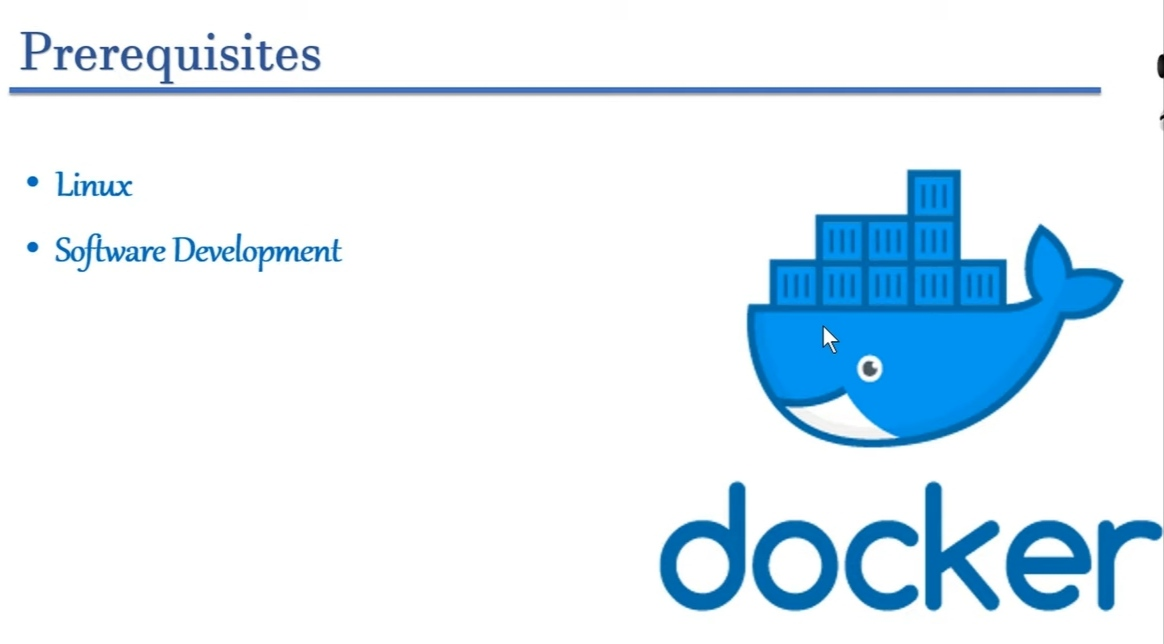 Prerequisites
• Linux
• Software Development
docker